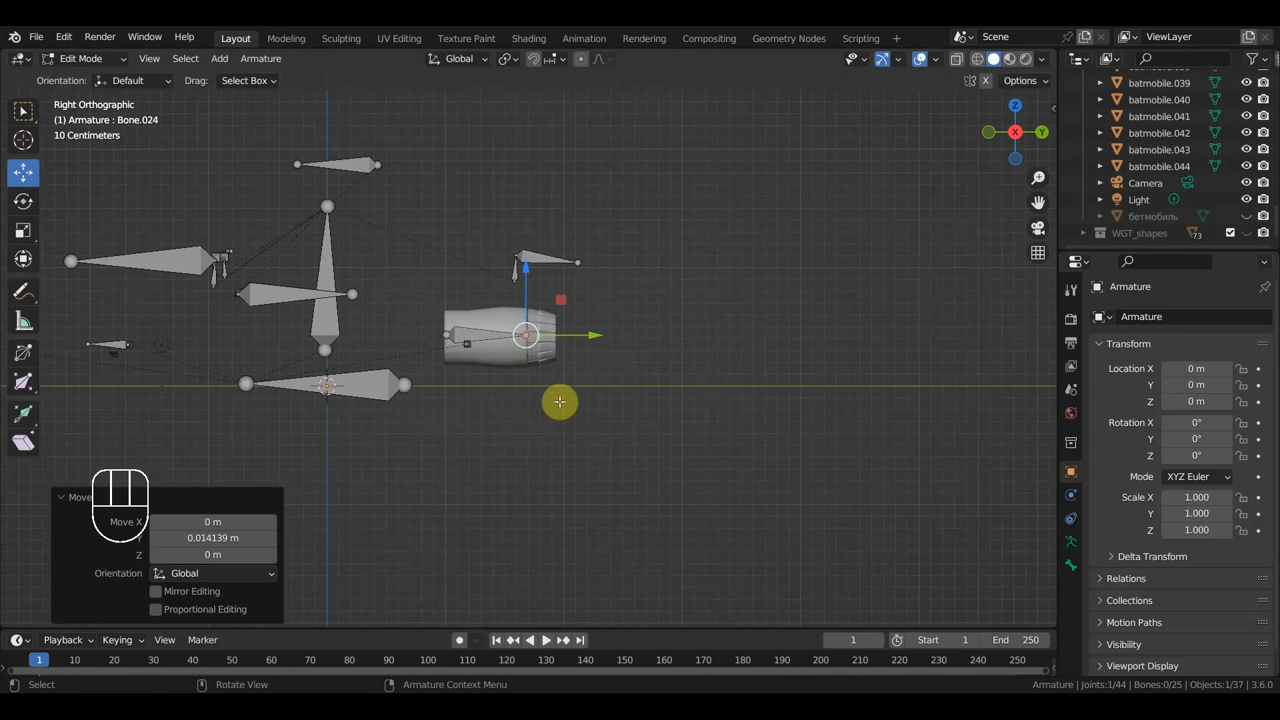 File Edit Render Window Help
Layout Modeling Sculpting UV Editing Texture Paint Shading Animation Rendering Compositing Geometry Nodes Scripting +
Scene
ViewLayer
Edit Mode View Select Add Armature
Global
Orientation: Default Drag: Select Box
X Options
Right Orthographic
(1) Armature : Bone.024
10 Centimeters
Z
Y
X
batmobile.039
batmobile.040
batmobile.041
batmobile.042
batmobile.043
batmobile.044
Camera
Light
бетмобиль
WGT_shapes 73
Armature
Armature
Transform
Location X 0 m
Y 0 m
Z 0 m
Rotation X 0°
Y 0°
Z 0°
Mode XYZ Euler
Scale X 1.000
Y 1.000
Z 1.000
Delta Transform
Relations
Collections
Motion Paths
Visibility
Viewport Display
Move
Move X 0 m
0.014139 m
Z 0 m
Orientation Global
Mirror Editing
Proportional Editing
Playback Keying View Marker
1 Start 1 End 250
1 10 20 30 40 50 60 70 80 90 100 110 120 130 140 150 160 170 180 190 200 210 220 230 240 250
Select Rotate View Armature Context Menu
Armature | Joints:1/44 | Bones:0/25 | Objects:1/37 | 3.6.0